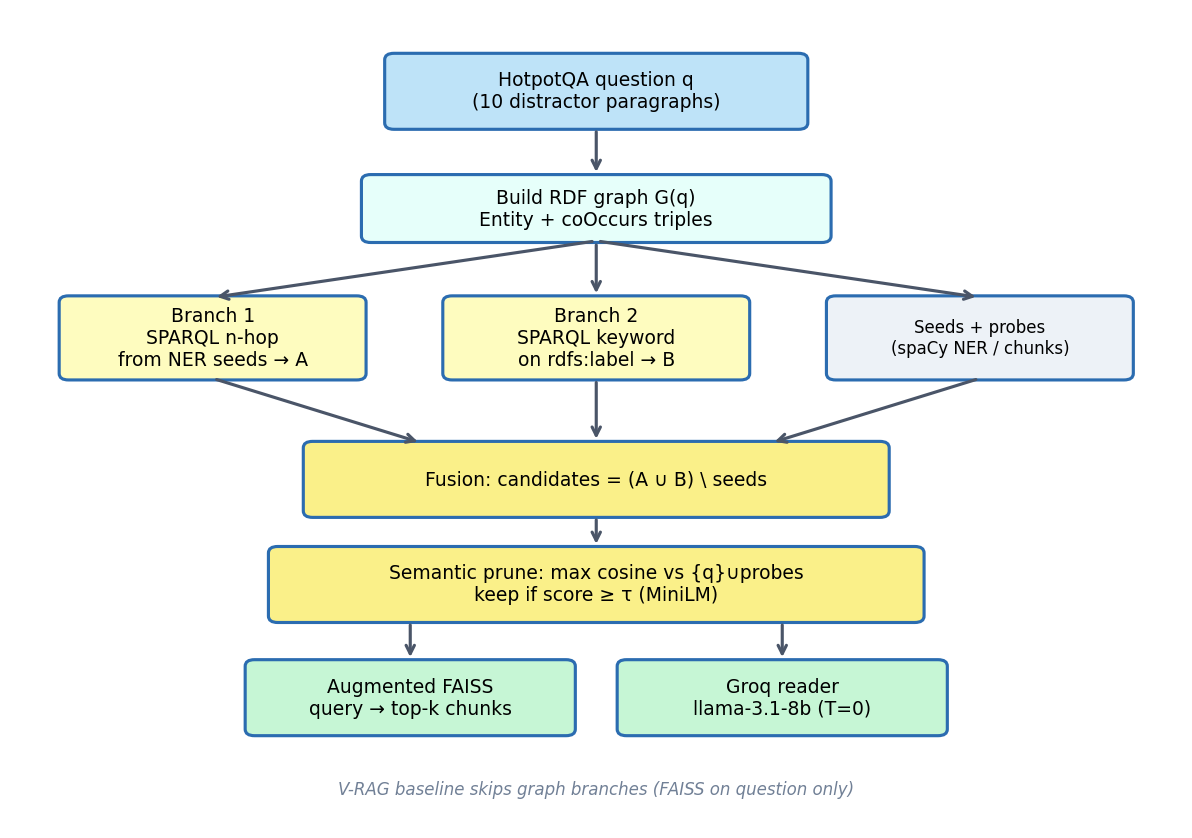 HotpotQA question q
(10 distractor paragraphs)
Build RDF graph G(q)
Entity + coOccurs triples
Branch 1
SPARQL n-hop
from NER seeds → A
Branch 2
SPARQL keyword
on rdfs:label → B
Seeds + probes
(spaCy NER / chunks)
Fusion: candidates = (A ∪ B) \ seeds
Semantic prune: max cosine vs {q}∪probes
keep if score ≥ τ (MiniLM)
Augmented FAISS
query → top-k chunks
Groq reader
llama-3.1-8b (T=0)
V-RAG baseline skips graph branches (FAISS on question only)